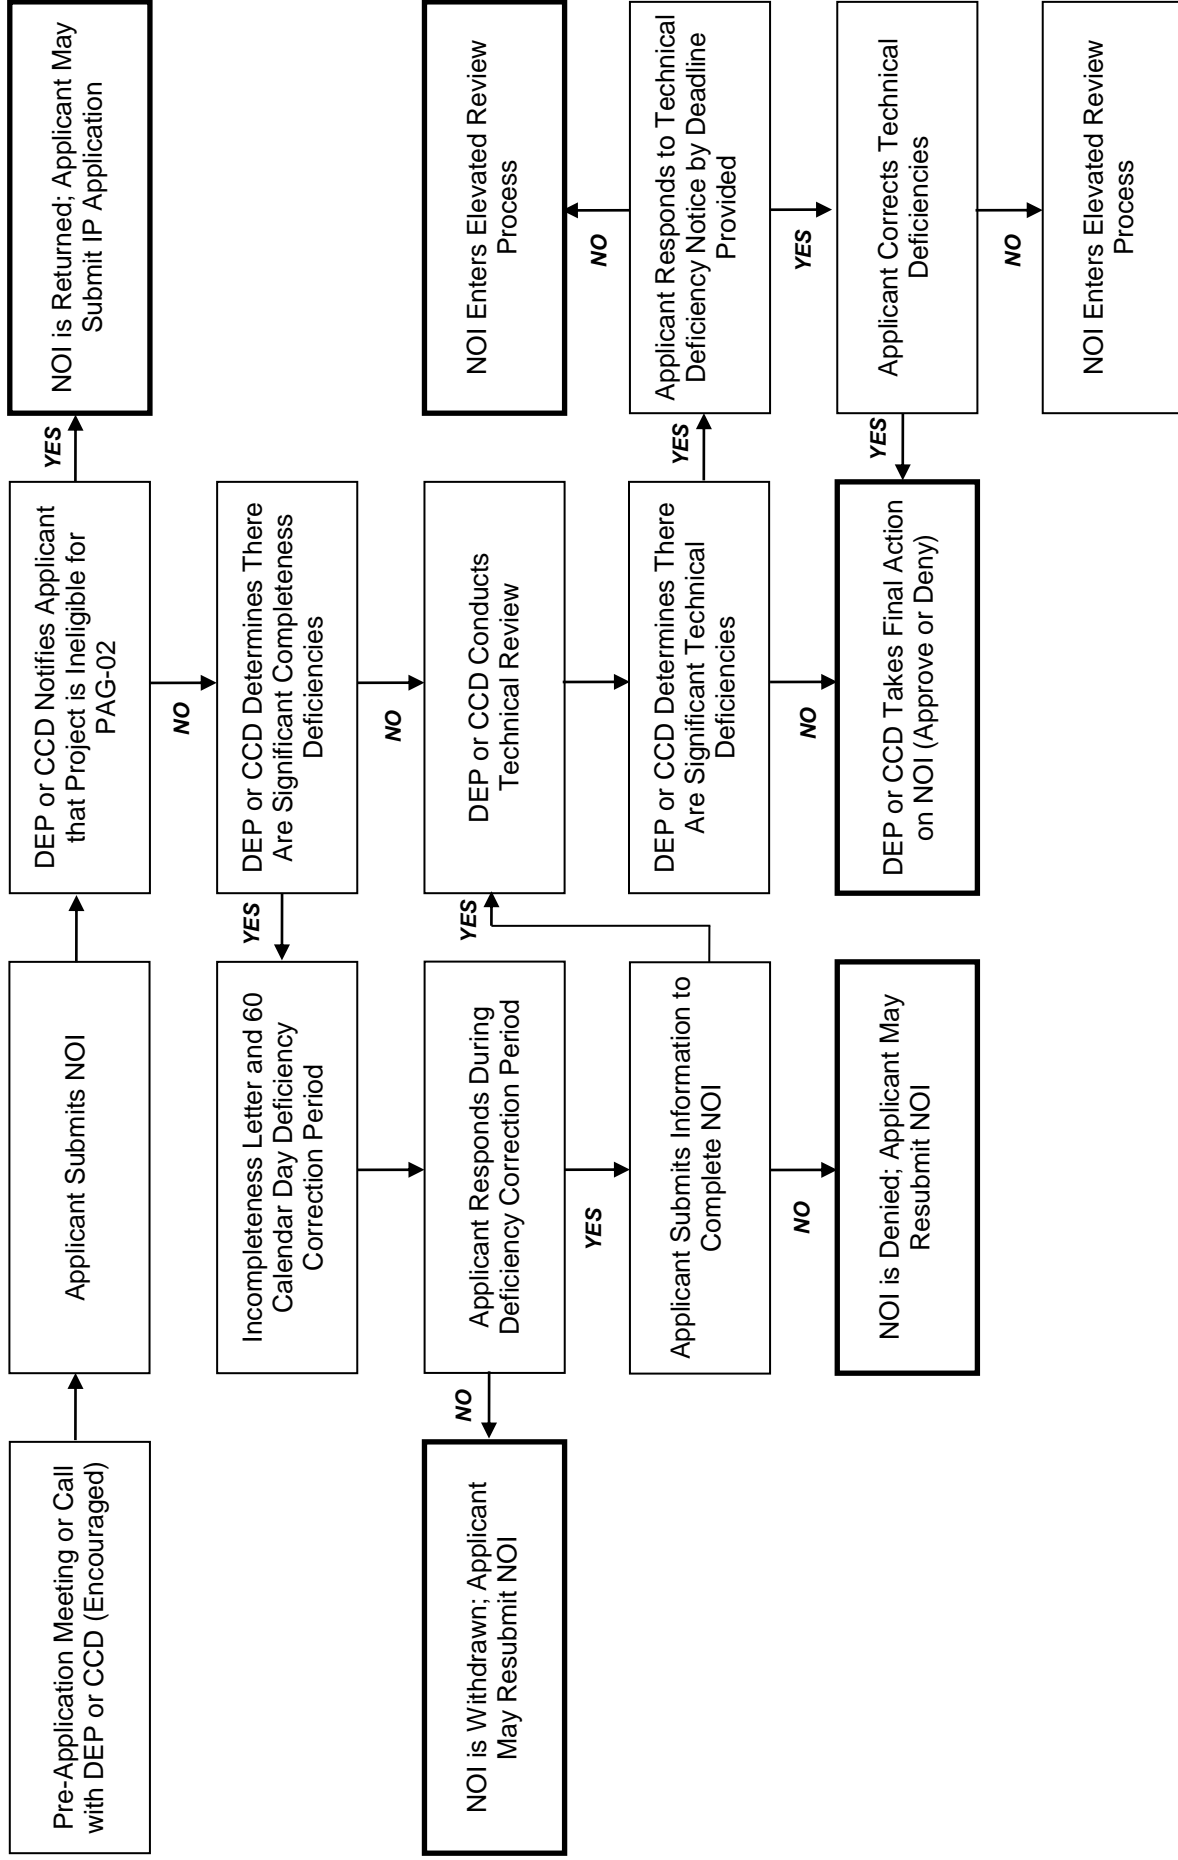 Pre-Application Meeting or Call
with DEP or CCD (Encouraged)
Applicant Submits NOI
DEP or CCD Notifies Applicant
that Project is Ineligible for
PAG-02
YES
NOI is Returned; Applicant May
Submit IP Application
NO
Incompleteness Letter and 60
Calendar Day Deficiency
Correction Period
YES
DEP or CCD Determines There
Are Significant Completeness
Deficiencies
NO
NOI is Withdrawn; Applicant
May Resubmit NOI
NO
Applicant Responds During
Deficiency Correction Period
YES
DEP or CCD Conducts
Technical Review
NOI Enters Elevated Review
Process
YES
NO
Applicant Submits Information to
Complete NOI
DEP or CCD Determines There
Are Significant Technical
Deficiencies
YES
Applicant Responds to Technical
Deficiency Notice by Deadline
Provided
NO
NO
YES
NOI is Denied; Applicant May
Resubmit NOI
DEP or CCD Takes Final Action
on NOI (Approve or Deny)
YES
Applicant Corrects Technical
Deficiencies
NO
NOI Enters Elevated Review
Process